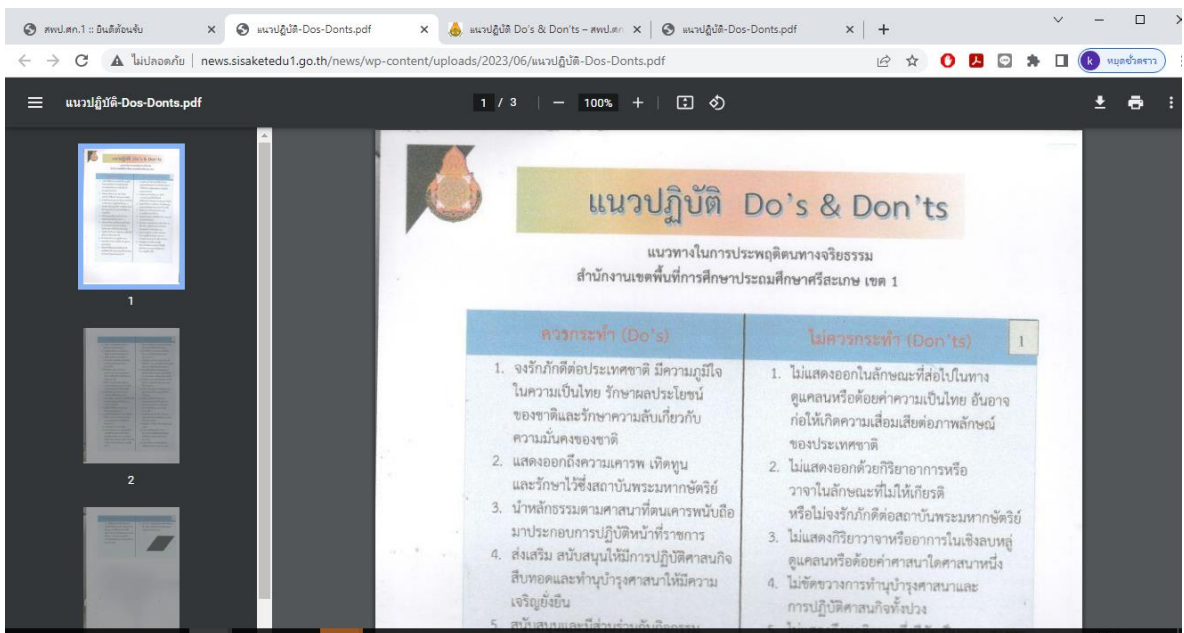 สพป.ศก.1 :: ยินดีต้อนรับ
แนวปฏิบัติ-Dos-Donts.pdf
แนวปฏิบัติ Do's & Don'ts – สพป.ศก
แนวปฏิบัติ-Dos-Donts.pdf
ไม่ปลอดภัย
news.sisaketedu1.go.th/news/wp-content/uploads/2023/06/แนวปฏิบัติ-Dos-Donts.pdf
k
หยุดชั่วคราว
แนวปฏิบัติ-Dos-Donts.pdf
1 / 3
100%
1
2
แนวปฏิบัติ Do's & Don'ts
แนวทางในการประพฤติตนทางจริยธรรม
สำนักงานเขตพื้นที่การศึกษาประถมศึกษาศรีสะเกษ เขต 1
ควรกระทำ (Do's)
1. จงรักภักดีต่อประเทศชาติ มีความภูมิใจ
ในความเป็นไทย รักษาผลประโยชน์
ของชาติและรักษาความลับเกี่ยวกับ
ความมั่นคงของชาติ
2. แสดงออกถึงความเคารพ เทิดทูน
และรักษาไว้ซึ่งสถาบันพระมหากษัตริย์
3. นำหลักธรรมตามศาสนาที่ตนเคารพนับถือ
มาประกอบการปฏิบัติหน้าที่ราชการ
4. ส่งเสริม สนับสนุนให้มีการปฏิบัติศาสนกิจ
สืบทอดและทำนุบำรุงศาสนาให้มีความ
เจริญยั่งยืน
5. สนับสนุนและมีส่วนร่วมกับกิจกรรม
ไม่ควรกระทำ (Don'ts)
1
1. ไม่แสดงออกในลักษณะที่ส่อไปในทาง
ดูแคลนหรือด้อยค่าความเป็นไทย อันอาจ
ก่อให้เกิดความเสื่อมเสียต่อภาพลักษณ์
ของประเทศชาติ
2. ไม่แสดงออกด้วยกิริยาอาการหรือ
วาจาในลักษณะที่ไม่ให้เกียรติ
หรือไม่จงรักภักดีต่อสถาบันพระมหากษัตริย์
3. ไม่แสดงกิริยาวาจาหรืออาการในเชิงลบหลู่
ดูแคลนหรือด้อยค่าศาสนาใดศาสนาหนึ่ง
4. ไม่ขัดขวางการทำนุบำรุงศาสนาและ
การปฏิบัติศาสนกิจทั้งปวง